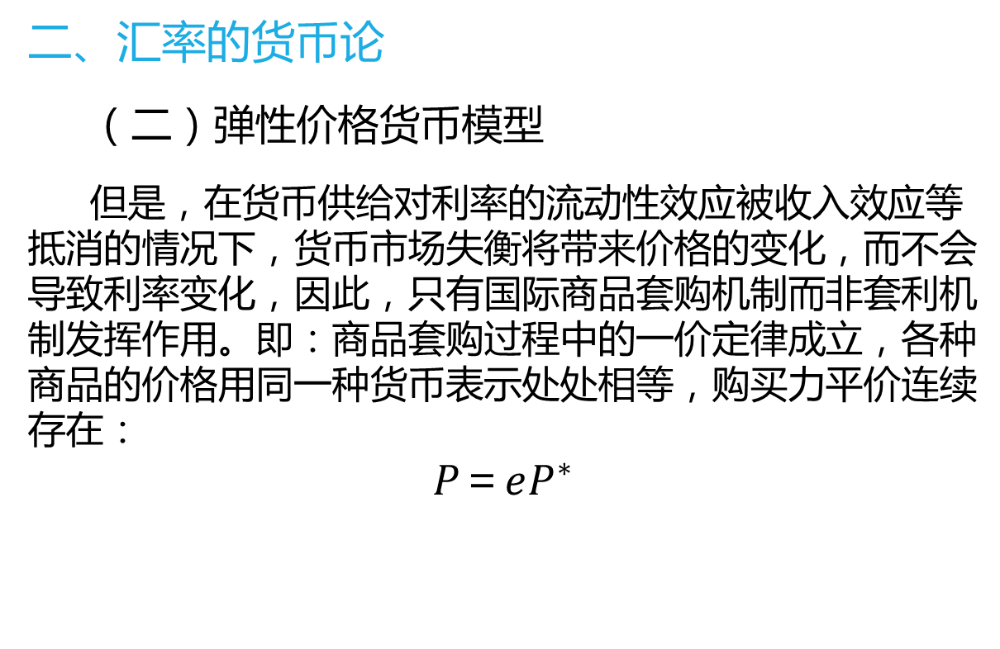 二、汇率的货币论
（二）弹性价格货币模型
但是，在货币供给对利率的流动性效应被收入效应等
抵消的情况下，货币市场失衡将带来价格的变化，而不会
导致利率变化，因此，只有国际商品套购机制而非套利机
制发挥作用。即：商品套购过程中的一价定律成立，各种
商品的价格用同一种货币表示处处相等，购买力平价连续
存在：
P = eP*